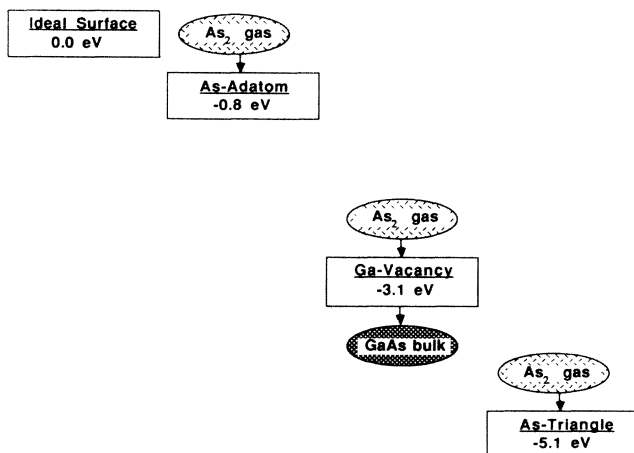 Ideal Surface
0.0 eV
As2 gas
As-Adatom
-0.8 eV
As2 gas
Ga-Vacancy
-3.1 eV
GaAs bulk
As2 gas
As-Triangle
-5.1 eV